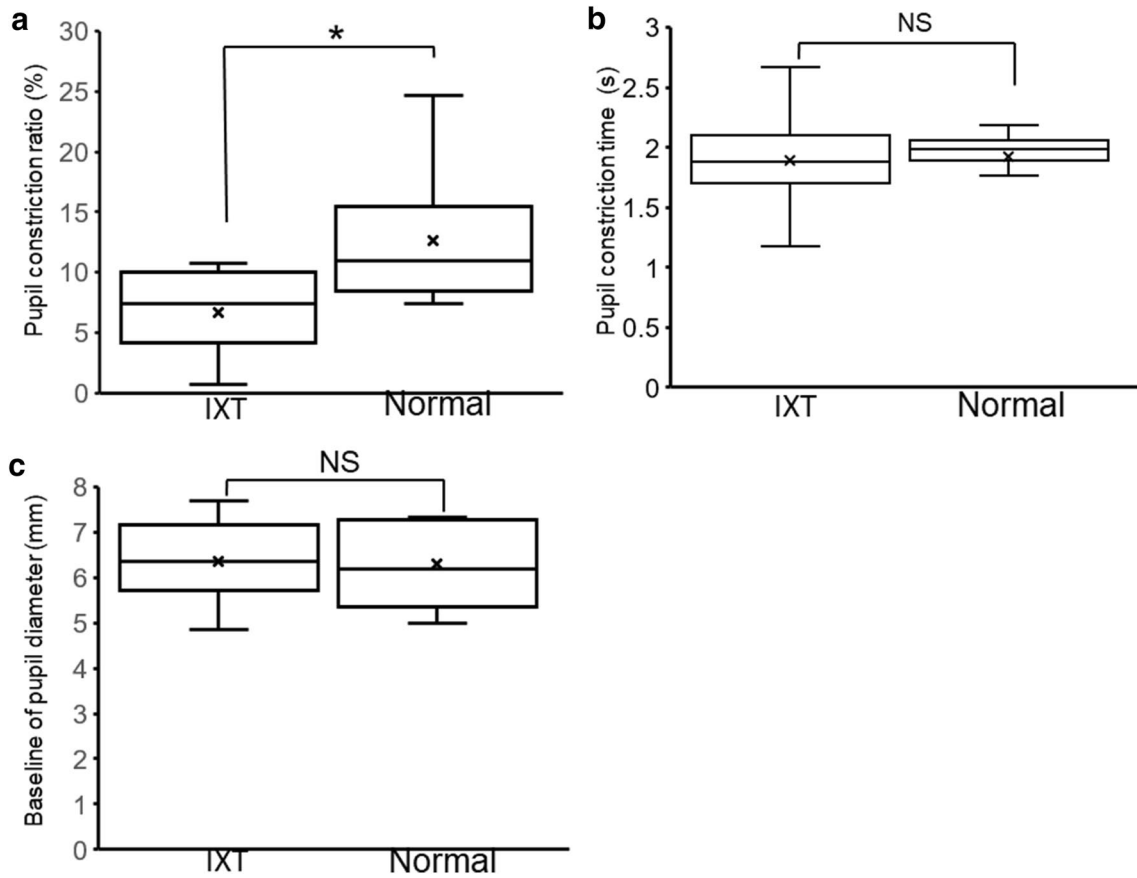 a
Pupil constriction ratio (%)
30
25
20
15
10
5
0
*
IXT
Normal
b
Pupil constriction time (s)
3
2.5
2
1.5
1
0.5
0
NS
IXT
Normal
c
Baseline of pupil diameter (mm)
8
7
6
5
4
3
2
1
0
NS
IXT
Normal